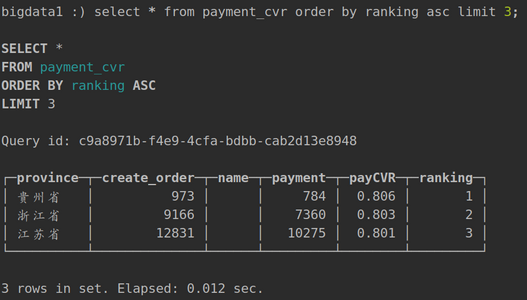 bigdata1 :) select * from payment_cvr order by ranking asc limit 3;
SELECT *
FROM payment_cvr
ORDER BY ranking ASC
LIMIT 3
Query id: c9a8971b-f4e9-4cfa-bdbb-cab2d13e8948
province create_order name payment payCVR ranking
貴州省 973 784 0.806 1
浙江省 9166 7360 0.803 2
江苏省 12831 10275 0.801 3
3 rows in set. Elapsed: 0.012 sec.